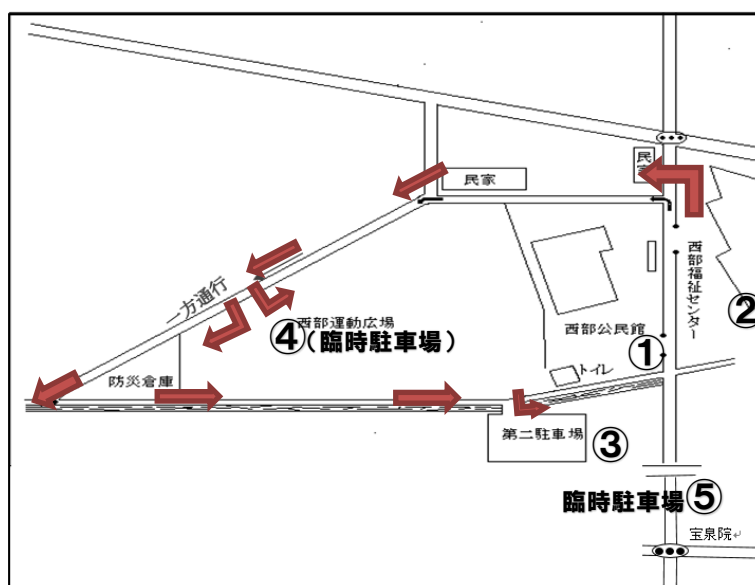 民家
民家
一方通行
西部福祉センター
②
西部運動広場
④(臨時駐車場)
西部公民館
①
トイレ
防災倉庫
第二駐車場
③
臨時駐車場⑤
宝泉院